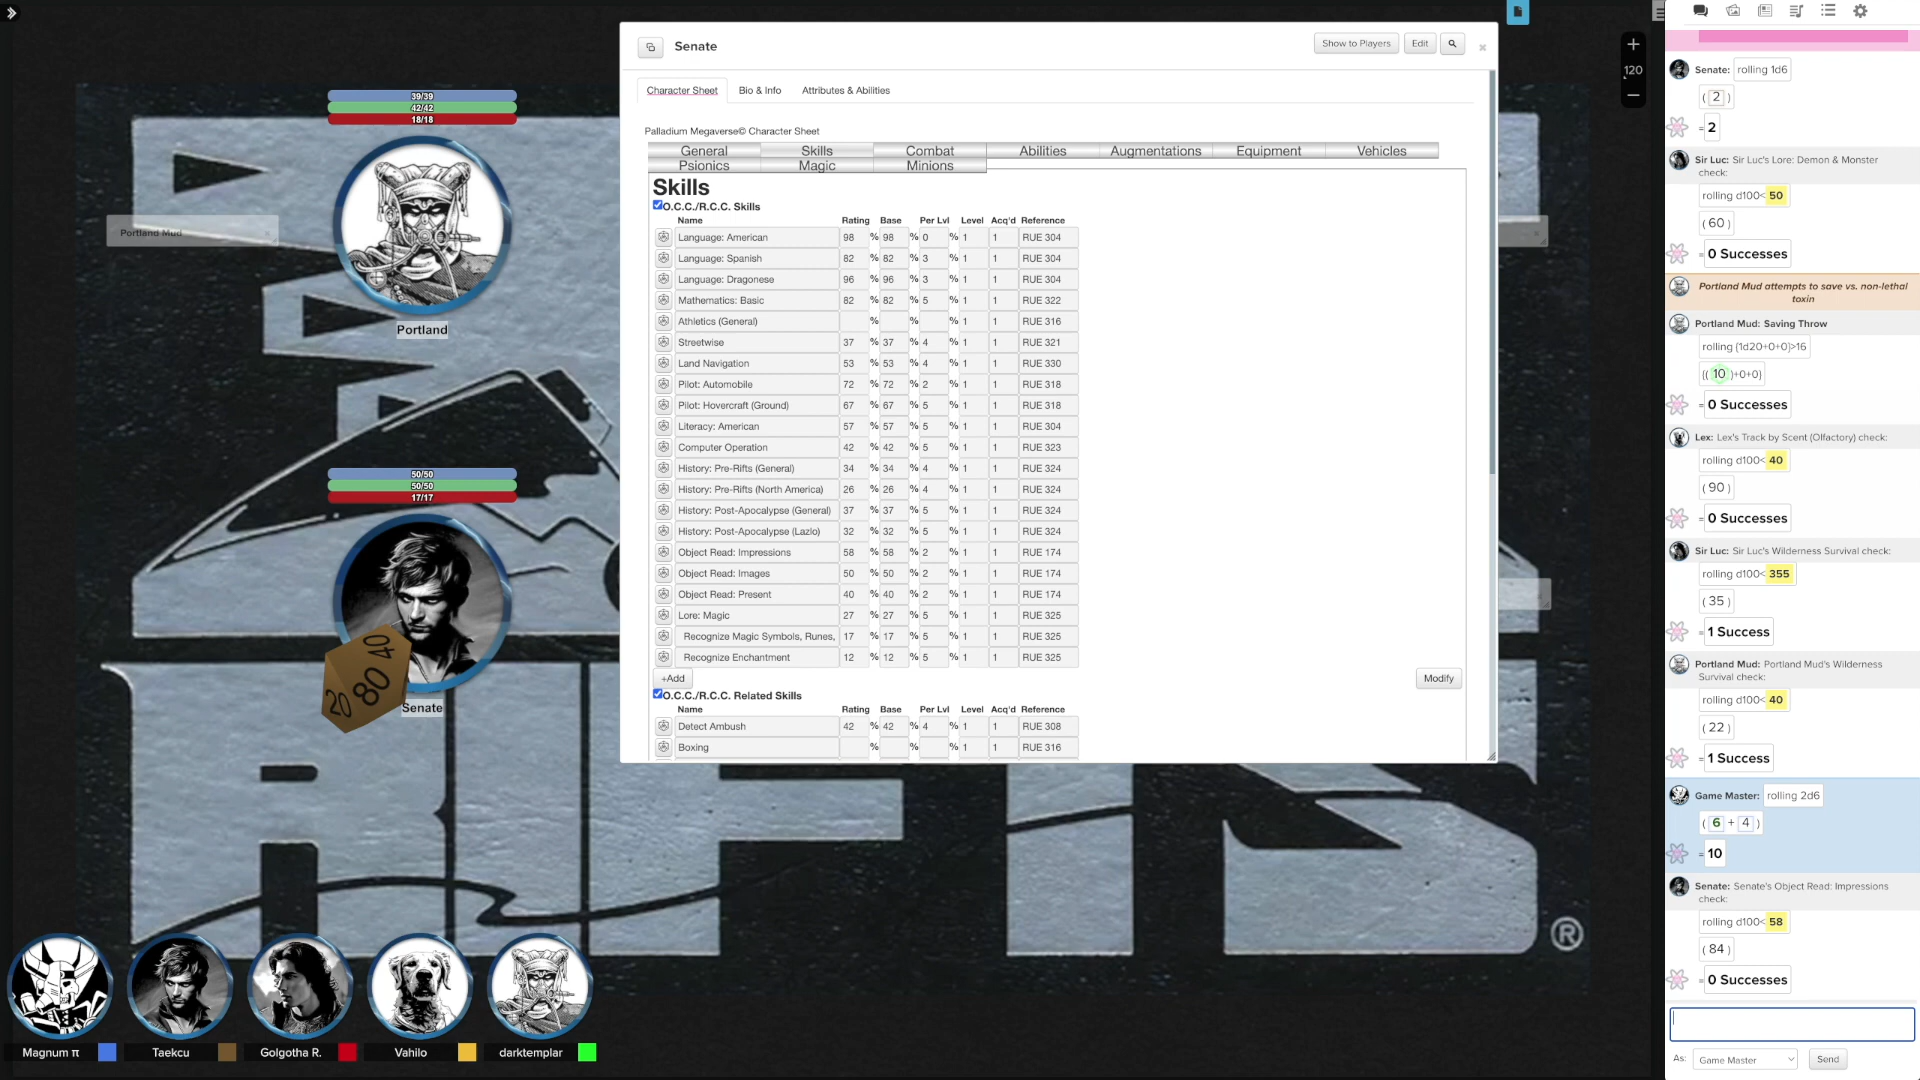 39/39
42/42
18/18
Portland Mud
Portland
50/50
50/50
17/17
20 80 40
Senate
RIFTS
®
Magnum π
Taekcu
Golgotha R.
Vahilo
darktemplar
Senate
Show to Players
Edit
Character Sheet
Bio & Info
Attributes & Abilities
Palladium Megaverse© Character Sheet
General Skills Combat Abilities Augmentations Equipment Vehicles
Psionics Magic Minions
Skills
O.C.C./R.C.C. Skills
Name Rating Base Per Lvl Level Acq'd Reference
Language: American 98 % 98 % 0 % 1 1 RUE 304
Language: Spanish 82 % 82 % 3 % 1 1 RUE 304
Language: Dragonese 96 % 96 % 3 % 1 1 RUE 304
Mathematics: Basic 82 % 82 % 5 % 1 1 RUE 322
Athletics (General) % % % 1 1 RUE 316
Streetwise 37 % 37 % 4 % 1 1 RUE 321
Land Navigation 53 % 53 % 4 % 1 1 RUE 330
Pilot: Automobile 72 % 72 % 2 % 1 1 RUE 318
Pilot: Hovercraft (Ground) 67 % 67 % 5 % 1 1 RUE 318
Literacy: American 57 % 57 % 5 % 1 1 RUE 304
Computer Operation 42 % 42 % 5 % 1 1 RUE 323
History: Pre-Rifts (General) 34 % 34 % 4 % 1 1 RUE 324
History: Pre-Rifts (North America) 26 % 26 % 4 % 1 1 RUE 324
History: Post-Apocalypse (General) 37 % 37 % 5 % 1 1 RUE 324
History: Post-Apocalypse (Lazlo) 32 % 32 % 5 % 1 1 RUE 324
Object Read: Impressions 58 % 58 % 2 % 1 1 RUE 174
Object Read: Images 50 % 50 % 2 % 1 1 RUE 174
Object Read: Present 40 % 40 % 2 % 1 1 RUE 174
Lore: Magic 27 % 27 % 5 % 1 1 RUE 325
Recognize Magic Symbols, Runes, 17 % 17 % 5 % 1 1 RUE 325
Recognize Enchantment 12 % 12 % 5 % 1 1 RUE 325
+Add
Modify
O.C.C./R.C.C. Related Skills
Name Rating Base Per Lvl Level Acq'd Reference
Detect Ambush 42 % 42 % 4 % 1 1 RUE 308
Boxing % % % 1 1 RUE 316
+
120
−
Senate: rolling 1d6
( 2 )
= 2
Sir Luc: Sir Luc's Lore: Demon & Monster
check:
rolling d100< 50
( 60 )
= 0 Successes
Portland Mud attempts to save vs. non-lethal
toxin
Portland Mud: Saving Throw
rolling {1d20+0+0}>16
{( 10 )+0+0}
= 0 Successes
Lex: Lex's Track by Scent (Olfactory) check:
rolling d100< 40
( 90 )
= 0 Successes
Sir Luc: Sir Luc's Wilderness Survival check:
rolling d100< 355
( 35 )
= 1 Success
Portland Mud: Portland Mud's Wilderness
Survival check:
rolling d100< 40
( 22 )
= 1 Success
Game Master: rolling 2d6
( 6 + 4 )
= 10
Senate: Senate's Object Read: Impressions
check:
rolling d100< 58
( 84 )
= 0 Successes
As: Game Master
Send